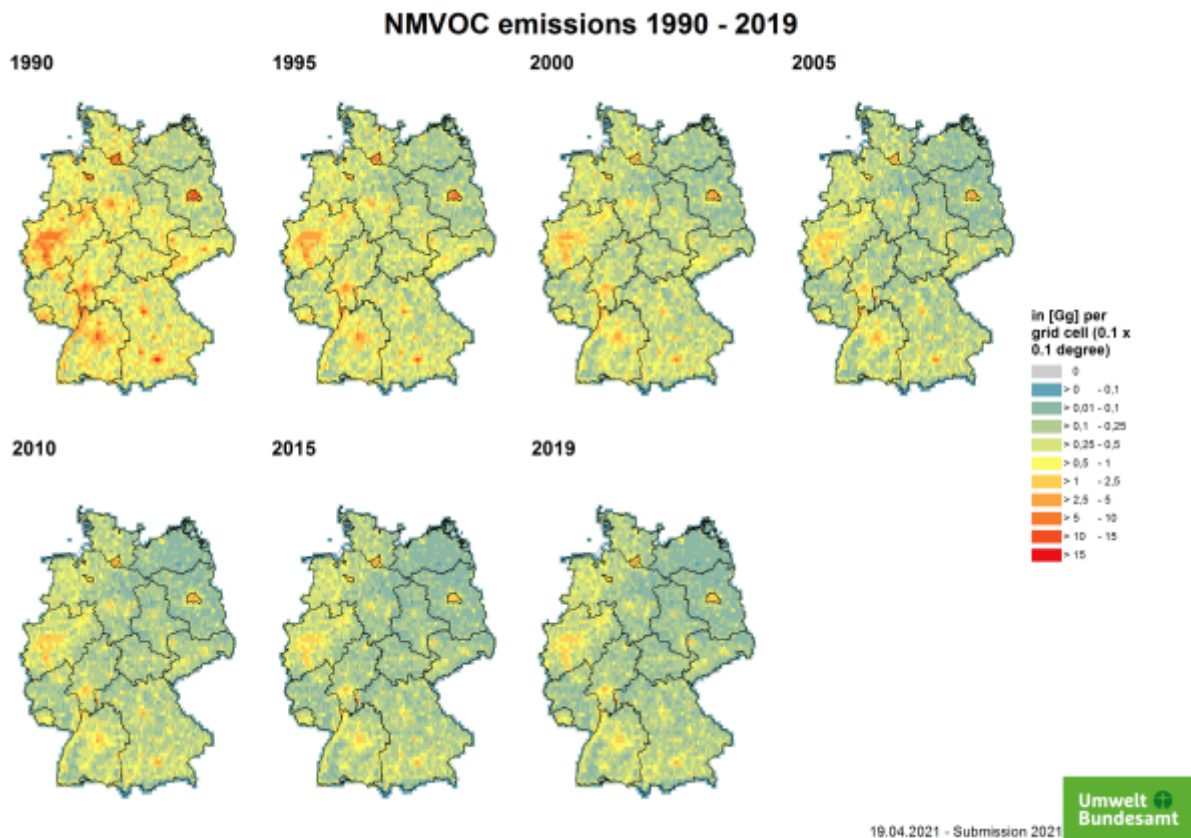 NMVOC emissions 1990 - 2019
1990
1995
2000
2005
in [Gg] per
grid cell (0.1 x
0.1 degree)
0
> 0 - 0,1
> 0,01 - 0,1
> 0,1 - 0,25
> 0,25 - 0,5
> 0,5 - 1
> 1 - 2,5
> 2,5 - 5
> 5 - 10
> 10 - 15
> 15
2010
2015
2019
Umwelt
Bundesamt
19.04.2021 - Submission 2021